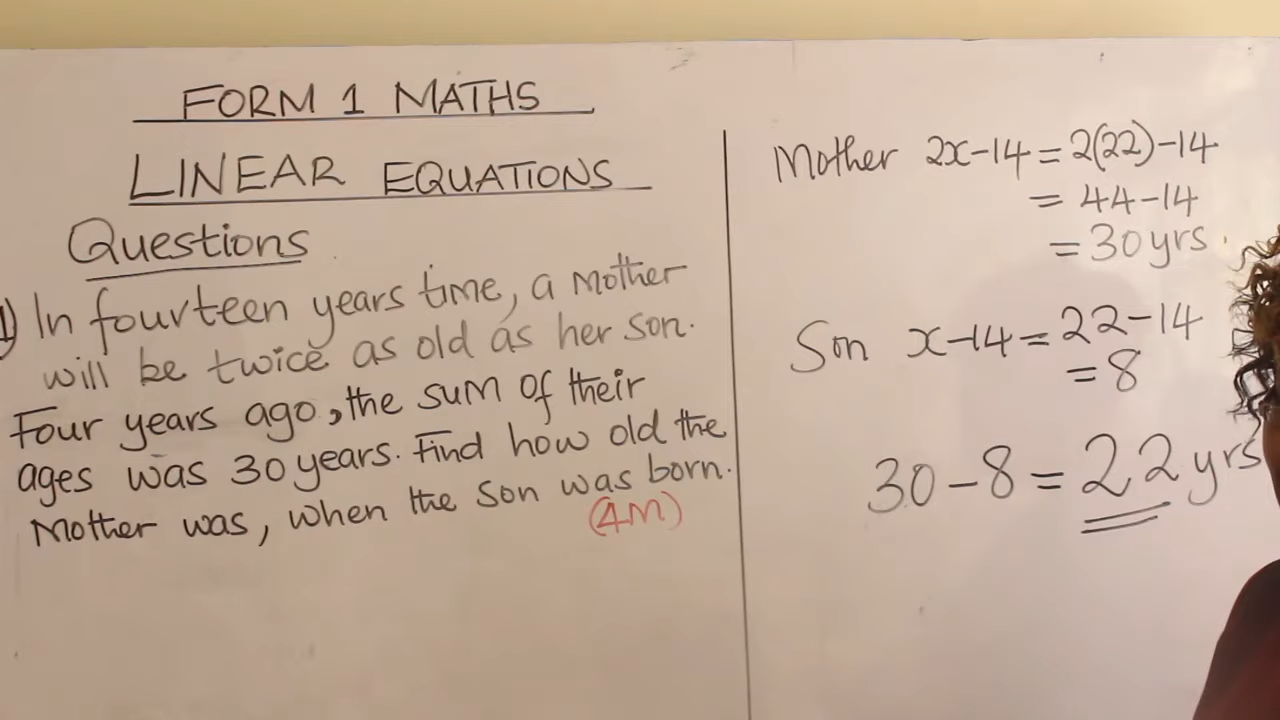 FORM 1 MATHS
LINEAR EQUATIONS
Questions
1) In fourteen years time, a Mother
will be twice as old as her son.
Four years ago, the sum of their
ages was 30 years. Find how old the
Mother was, when the son was born.
(4M)
Mother 2x-14 = 2(22)-14
= 44-14
= 30 yrs.
Son x-14 = 22-14
= 8
30-8 = 22 yrs